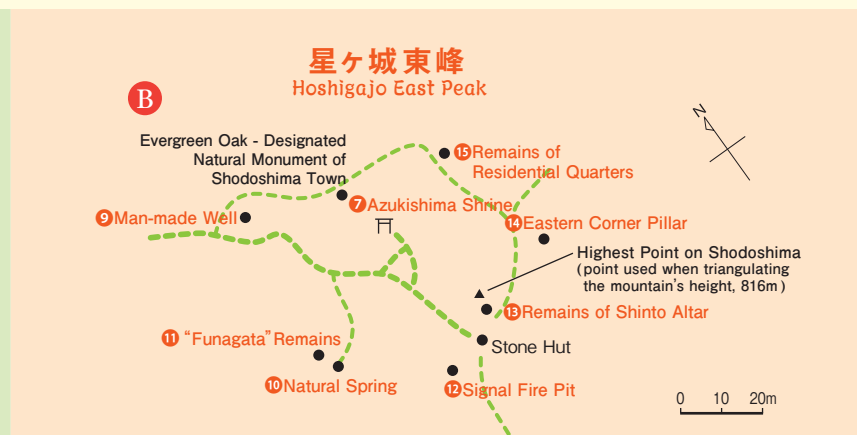 星ヶ城東峰
Hoshigajo East Peak
B
N
Evergreen Oak - Designated
Natural Monument of
Shodoshima Town
⑮Remains of
Residential Quarters
⑦Azukishima Shrine
⑨Man-made Well
⑭Eastern Corner Pillar
Highest Point on Shodoshima
(point used when triangulating
the mountain's height, 816m)
⑬Remains of Shinto Altar
⑪“Funagata”Remains
Stone Hut
⑩Natural Spring
⑫Signal Fire Pit
0 10 20m